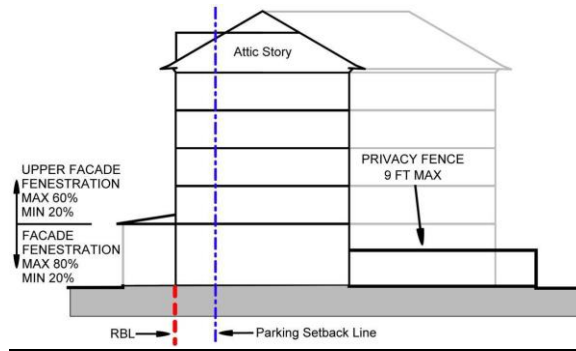 Attic Story
UPPER FACADE
FENESTRATION
MAX 60%
MIN 20%
FACADE
FENESTRATION
MAX 80%
MIN 20%
PRIVACY FENCE
9 FT MAX
RBL
Parking Setback Line